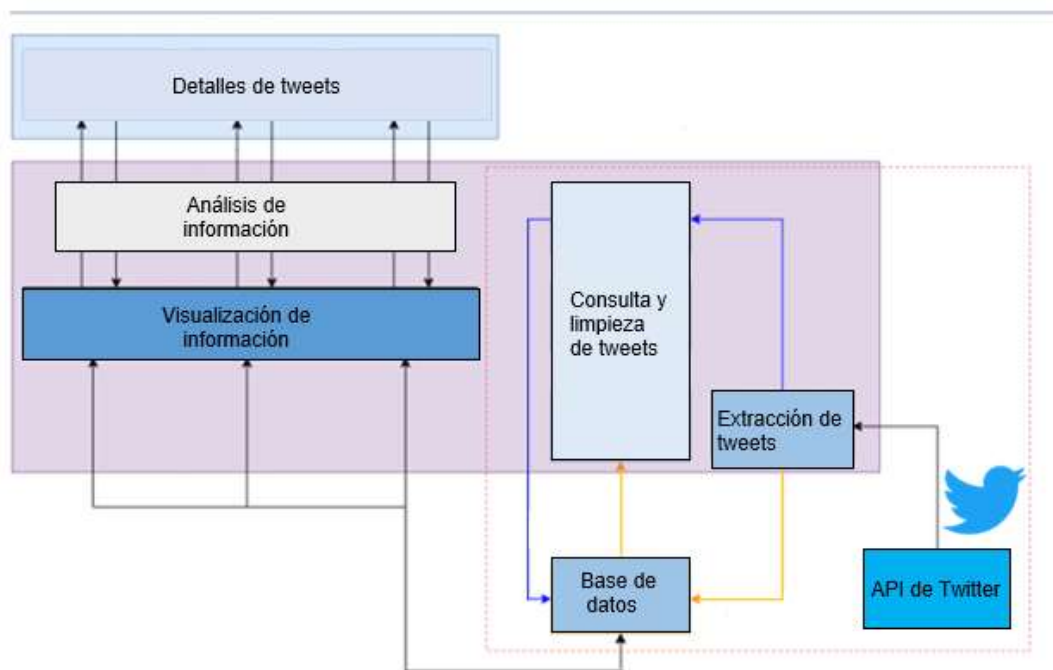 Detalles de tweets
Análisis de
información
Visualización de
información
Consulta y
limpieza
de tweets
Extracción de
tweets
Base de
datos
API de Twitter